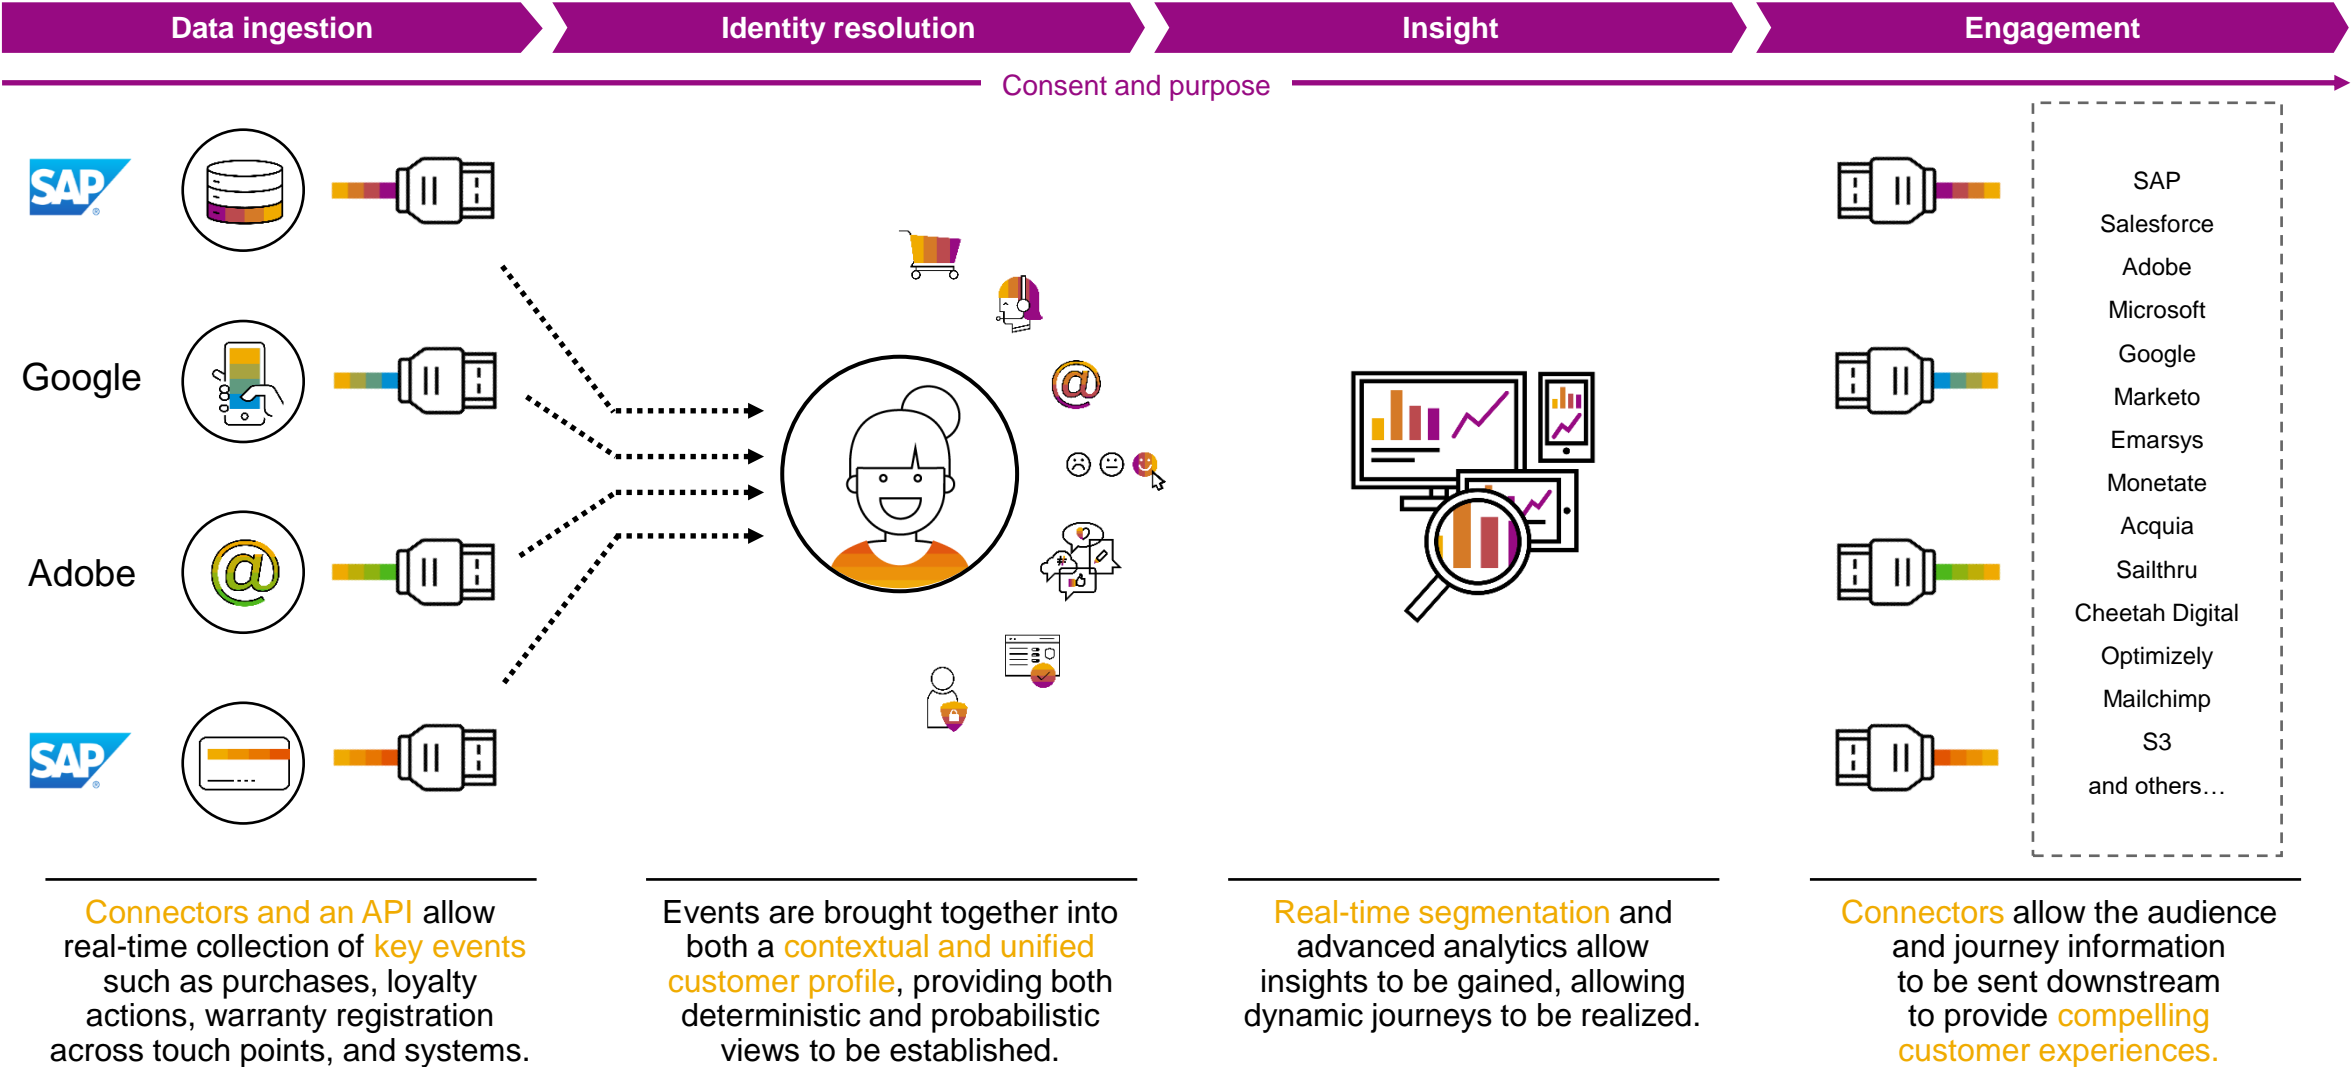 Data ingestion
Identity resolution
Insight
Engagement
Consent and purpose
SAP®
Google
@
Adobe
SAP®
@
#
SAP
Salesforce
Adobe
Microsoft
Google
Marketo
Emarsys
Monetate
Acquia
Sailthru
Cheetah Digital
Optimizely
Mailchimp
S3
and others…
Connectors and an API allow
real-time collection of key events
such as purchases, loyalty
actions, warranty registration
across touch points, and systems.
Events are brought together into
both a contextual and unified
customer profile, providing both
deterministic and probabilistic
views to be established.
Real-time segmentation and
advanced analytics allow
insights to be gained, allowing
dynamic journeys to be realized.
Connectors allow the audience
and journey information
to be sent downstream
to provide compelling
customer experiences.